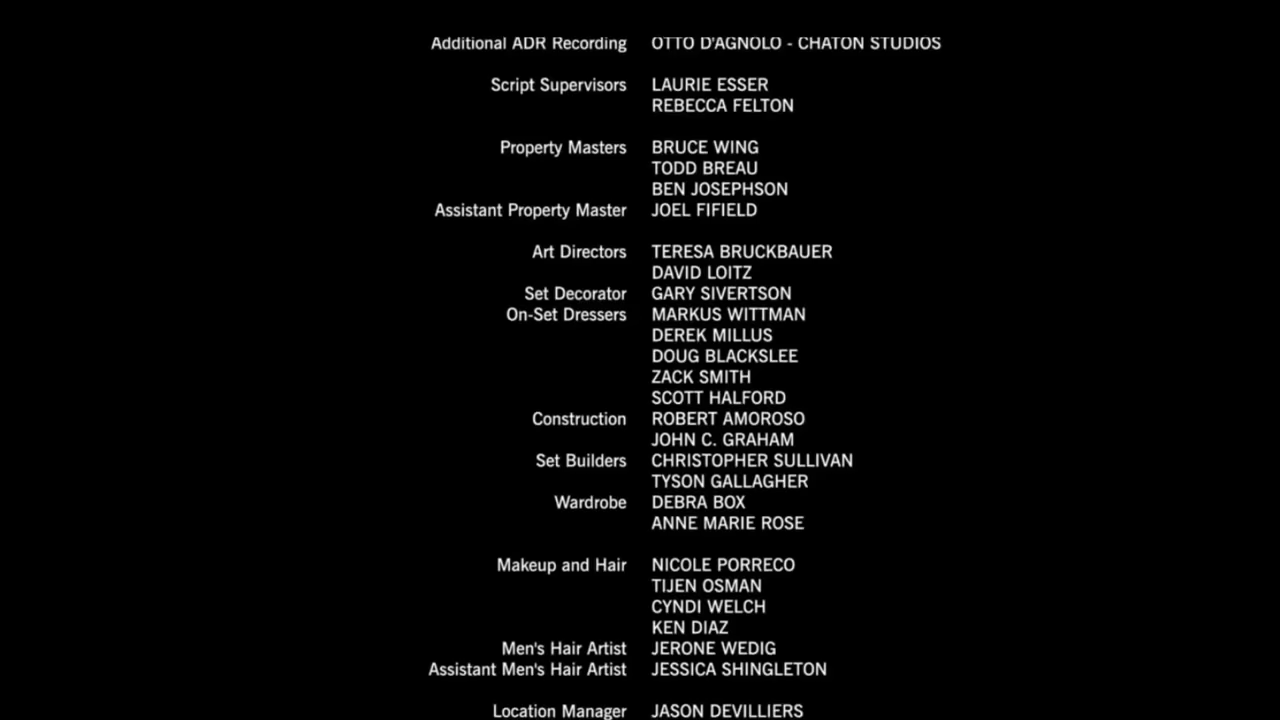 Additional ADR Recording OTTO D'AGNOLO - CHATON STUDIOS
Script Supervisors LAURIE ESSER
REBECCA FELTON
Property Masters BRUCE WING
TODD BREAU
BEN JOSEPHSON
Assistant Property Master JOEL FIFIELD
Art Directors TERESA BRUCKBAUER
DAVID LOITZ
Set Decorator GARY SIVERTSON
On-Set Dressers MARKUS WITTMAN
DEREK MILLUS
DOUG BLACKSLEE
ZACK SMITH
SCOTT HALFORD
Construction ROBERT AMOROSO
JOHN C. GRAHAM
Set Builders CHRISTOPHER SULLIVAN
TYSON GALLAGHER
Wardrobe DEBRA BOX
ANNE MARIE ROSE
Makeup and Hair NICOLE PORRECO
TIJEN OSMAN
CYNDI WELCH
KEN DIAZ
Men's Hair Artist JERONE WEDIG
Assistant Men's Hair Artist JESSICA SHINGLETON
Location Manager JASON DEVILLIERS